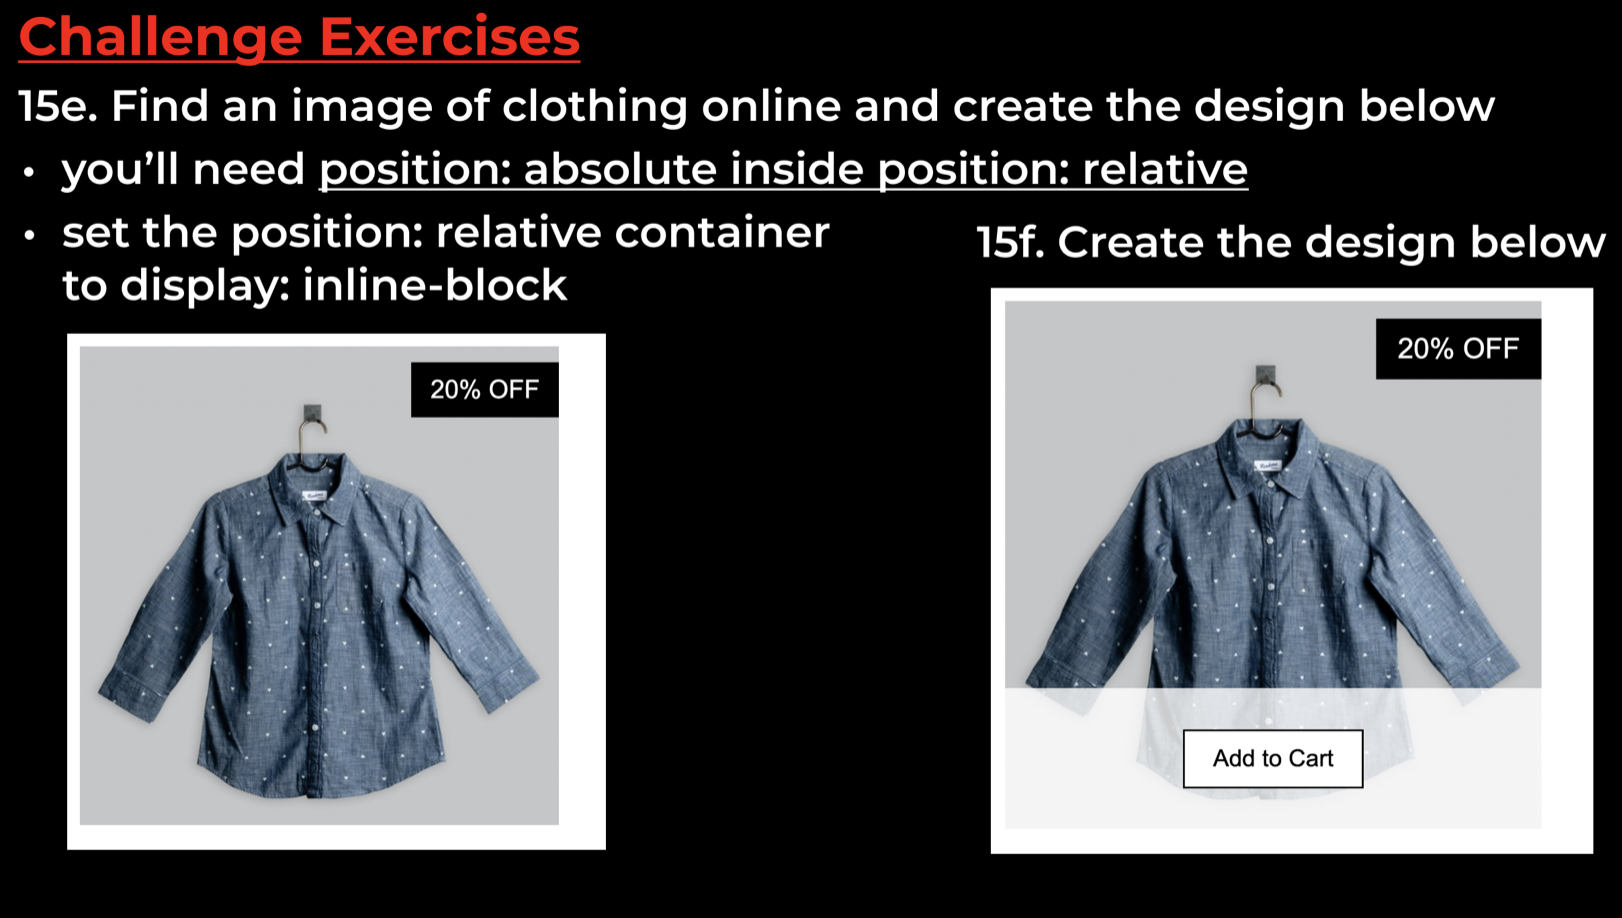 Challenge Exercises
15e. Find an image of clothing online and create the design below
• you’ll need position: absolute inside position: relative
• set the position: relative container
to display: inline-block
20% OFF
15f. Create the design below
20% OFF
Add to Cart